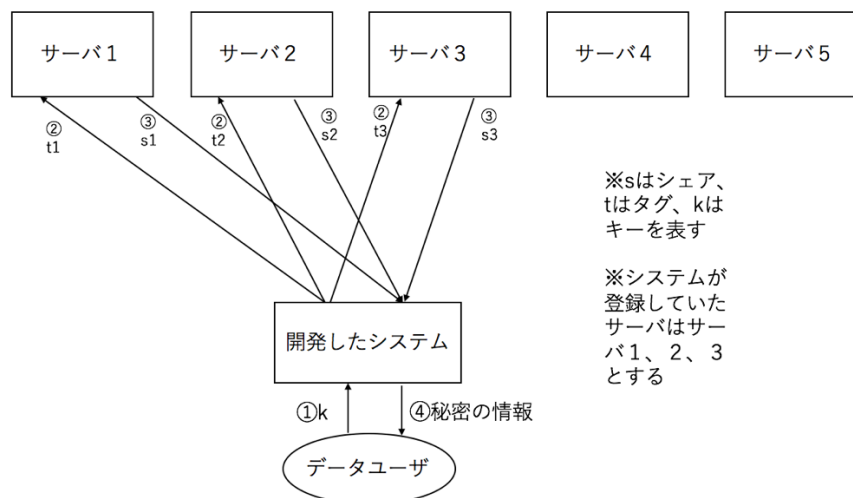 サーバ1
サーバ2
サーバ3
サーバ4
サーバ5
②
t1
③
s1
②
t2
③
s2
②
t3
③
s3
※sはシェア、
tはタグ、kは
キーを表す
※システムが
登録していた
サーバはサー
バ1、2、3
とする
開発したシステム
①k
④秘密の情報
データユーザ